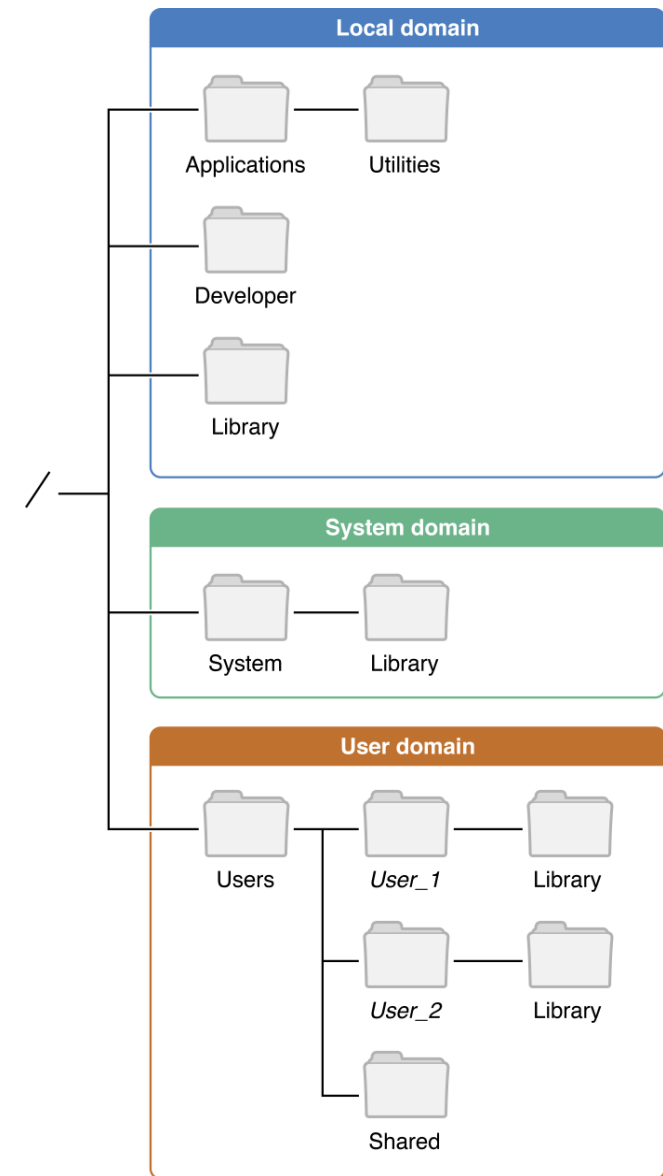 Local domain
Applications
Utilities
Developer
Library
/
System domain
System
Library
User domain
Users
User_1
Library
User_2
Library
Shared